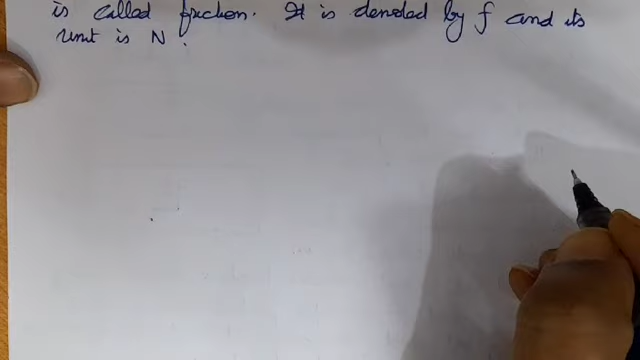 is called friction. It is denoted by f and its
unit is N.